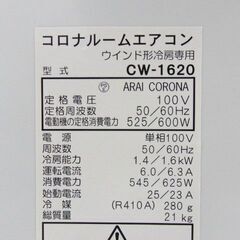 コロナルームエアコン
ウインド形冷房専用
型式 CW-1620
ARAI CORONA
定格電圧 100V
定格周波数 50/60Hz
電動機の定格消費電力 525/600W
電源 単相100V
周波数 50/60Hz
冷房能力 1.4/1.6kW
運転電流 6.0/6.3A
消費電力 545/625W
始動電流 25/23A
冷媒 (R410A) 280g
総質量 21kg